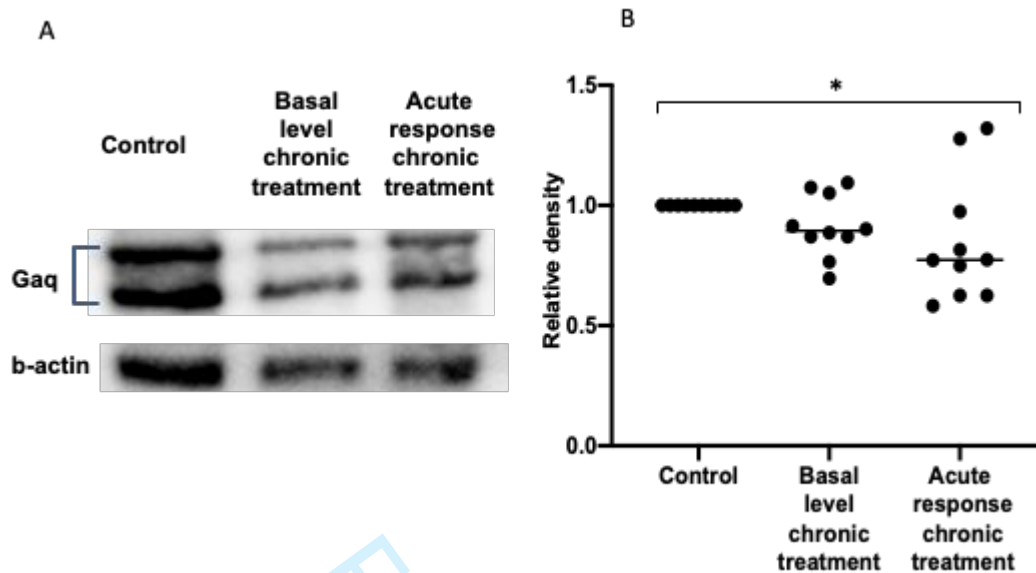 A
Control
Basal
level
chronic
treatment
Acute
response
chronic
treatment
Gaq
b-actin
B
*
1.5
1.0
0.5
0.0
Relative density
Control
Basal
level
chronic
treatment
Acute
response
chronic
treatment